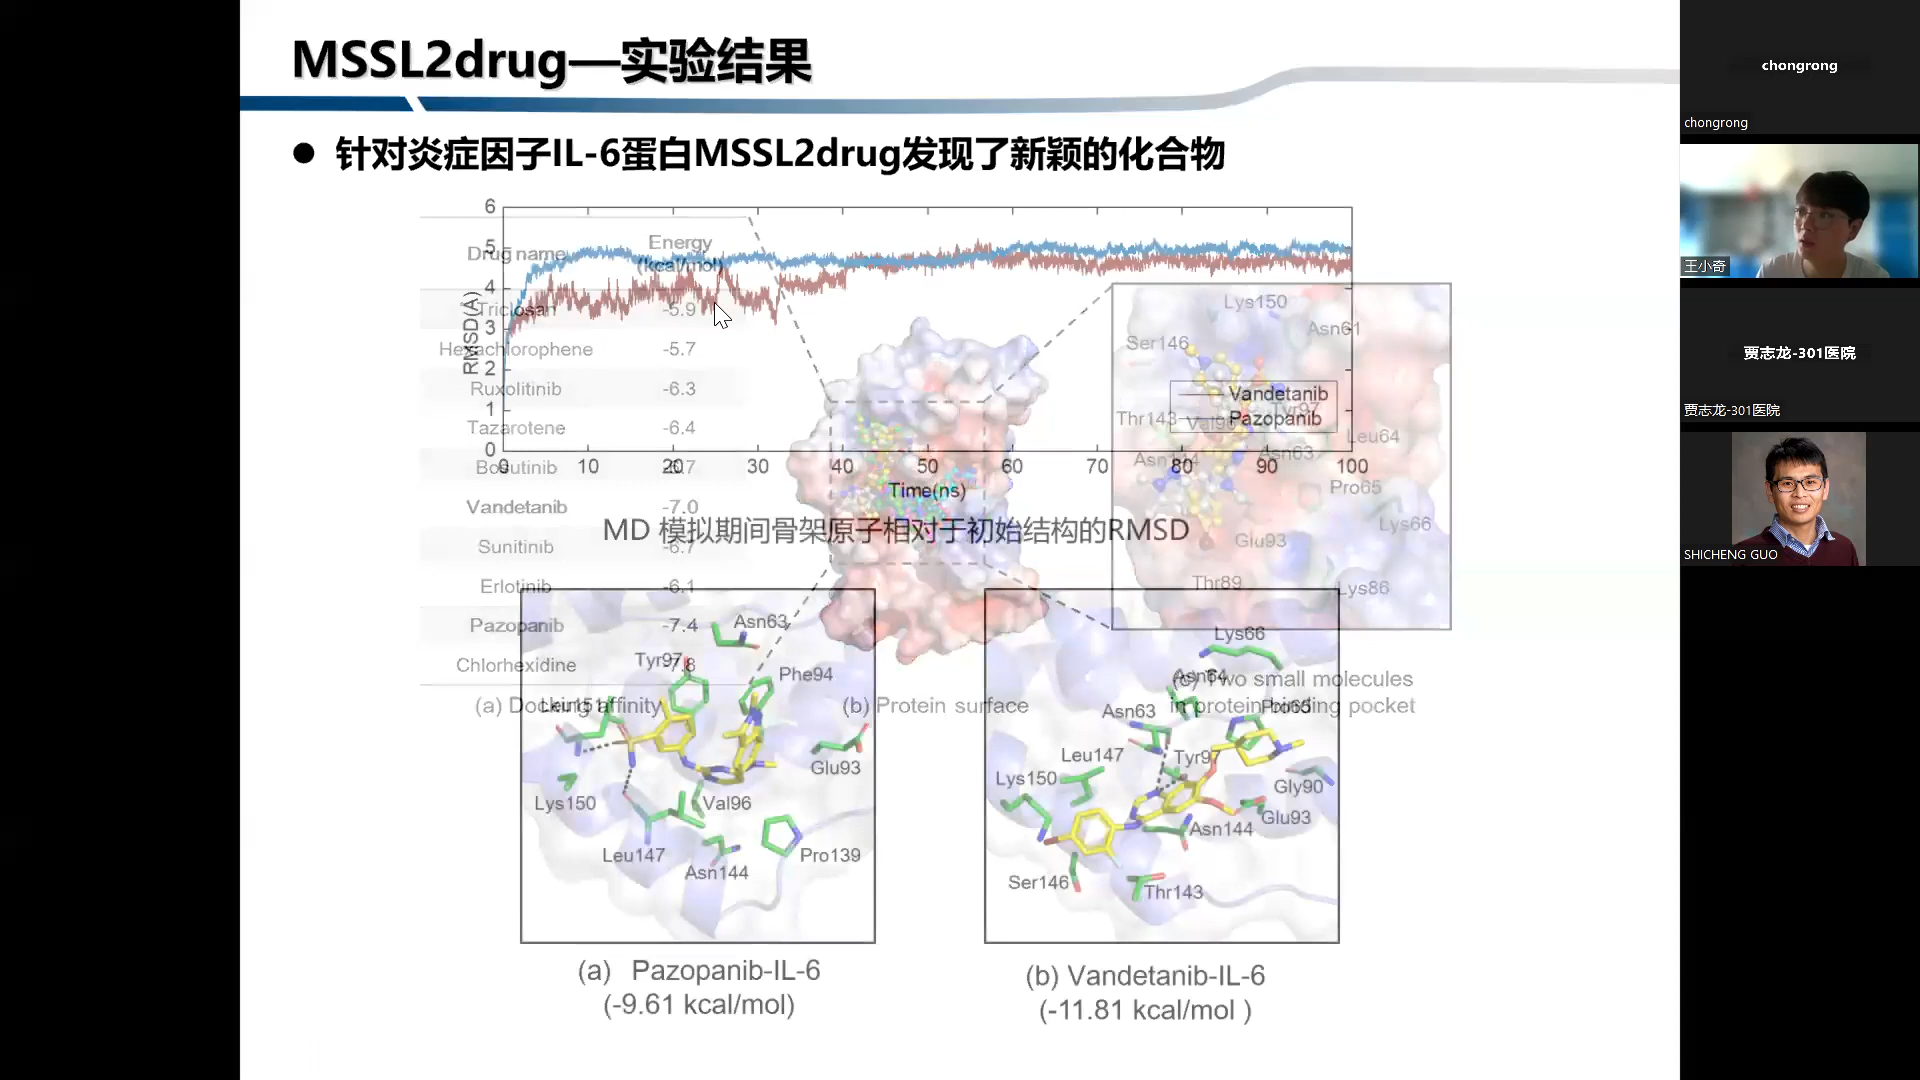 MSSL2drug—实验结果
● 针对炎症因子IL-6蛋白MSSL2drug发现了新颖的化合物
6
5
4
3
2
1
0
RMSD(Å)
0 10 20 30 40 50 60 70 80 90 100
Time(ns)
Vandetanib
Pazopanib
MD 模拟期间骨架原子相对于初始结构的RMSD
Drug name Energy
(kcal/mol)
Triclosan -5.9
Hexachlorophene -5.7
Ruxolitinib -6.3
Tazarotene -6.4
Bosutinib -6.7
Vandetanib -7.0
Sunitinib -6.7
Erlotinib -6.1
Pazopanib -7.4
Chlorhexidine -7.8
(a) Docking affinity
(b) Protein surface
Lys150
Asn61
Ser146
Tyr97
Thr143
Val96
Leu64
Asn144
Asn63
Pro65
Lys66
Glu93
Thr89
Lys86
(c) Two small molecules
in protein binding pocket
Asn63
Tyr97
Phe94
Leu151
Glu93
Lys150
Val96
Leu147
Pro139
Asn144
(a) Pazopanib-IL-6
(-9.61 kcal/mol)
Lys66
Asn64
Asn63
Pro65
Leu147
Tyr97
Lys150
Gly90
Glu93
Asn144
Ser146
Thr143
(b) Vandetanib-IL-6
(-11.81 kcal/mol )
chongrong
chongrong
王小奇
贾志龙-301医院
贾志龙-301医院
SHICHENG GUO